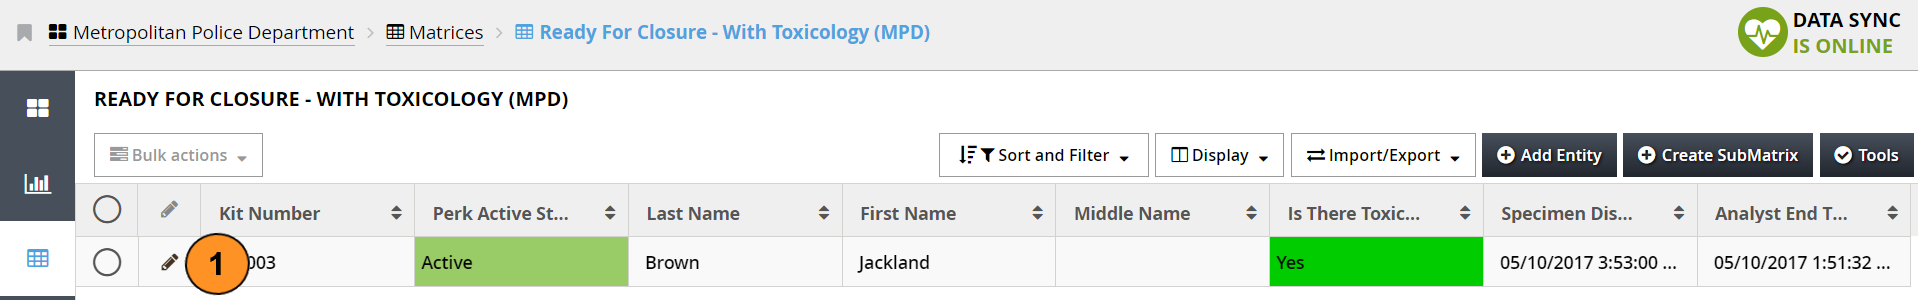 Metropolitan Police Department > Matrices > Ready For Closure - With Toxicology (MPD)
DATA SYNC
IS ONLINE
READY FOR CLOSURE - WITH TOXICOLOGY (MPD)
Bulk actions Sort and Filter Display Import/Export Add Entity Create SubMatrix Tools
Kit Number Perk Active St... Last Name First Name Middle Name Is There Toxic... Specimen Dis... Analyst End T...
1 003 Active Brown Jackland Yes 05/10/2017 3:53:00 ... 05/10/2017 1:51:32 ...